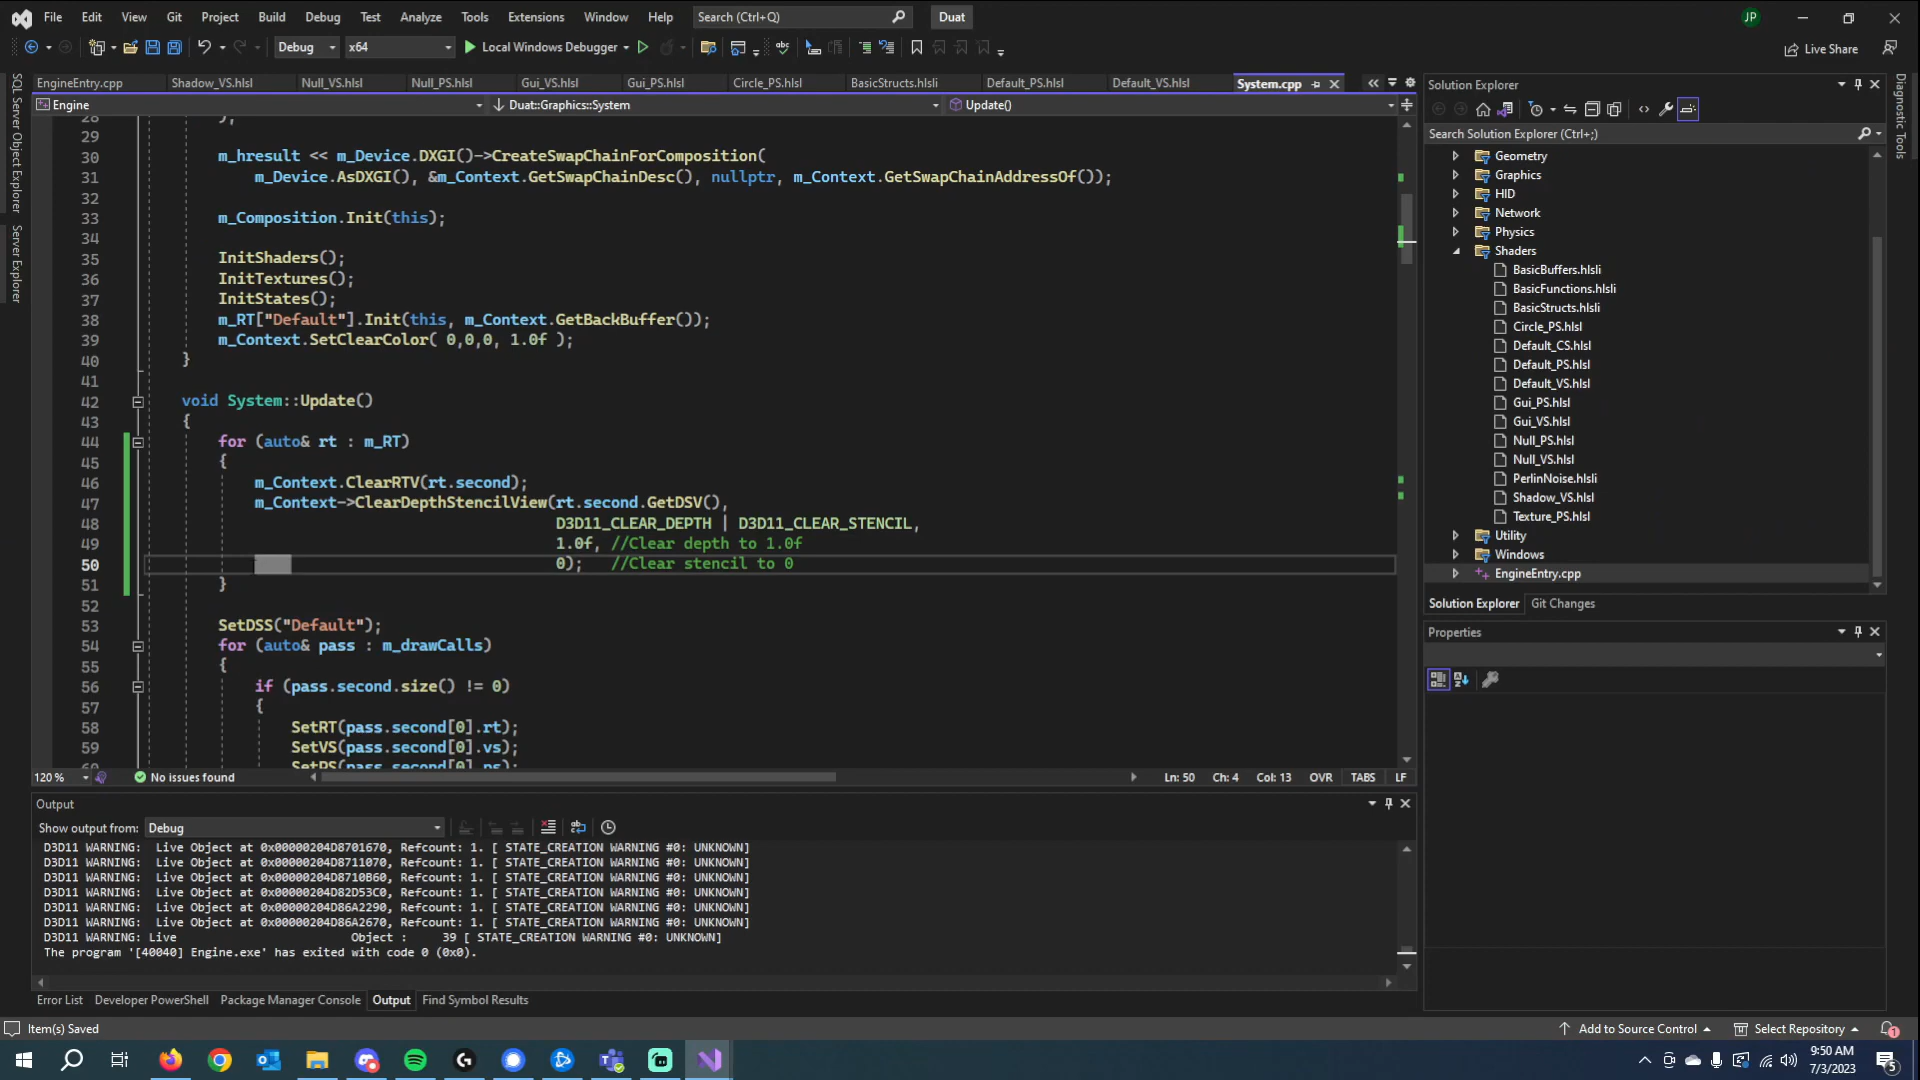 File Edit View Git Project Build Debug Test Analyze Tools Extensions Window Help Search (Ctrl+Q) Duat JP
Debug x64 Local Windows Debugger Live Share
EngineEntry.cpp Shadow_VS.hlsl Null_VS.hlsl Null_PS.hlsl Gui_VS.hlsl Gui_PS.hlsl Circle_PS.hlsl BasicStructs.hlsli Default_PS.hlsl Default_VS.hlsl System.cpp
Engine Duat::Graphics::System Update()
SQL Server Object Explorer
Server Explorer
28 };
29
30 m_hresult << m_Device.DXGI()->CreateSwapChainForComposition(
31 m_Device.AsDXGI(), &m_Context.GetSwapChainDesc(), nullptr, m_Context.GetSwapChainAddressOf());
32
33 m_Composition.Init(this);
34
35 InitShaders();
36 InitTextures();
37 InitStates();
38 m_RT["Default"].Init(this, m_Context.GetBackBuffer());
39 m_Context.SetClearColor( 0,0,0, 1.0f );
40 }
41
42 void System::Update()
43 {
44 for (auto& rt : m_RT)
45 {
46 m_Context.ClearRTV(rt.second);
47 m_Context->ClearDepthStencilView(rt.second.GetDSV(),
48 D3D11_CLEAR_DEPTH | D3D11_CLEAR_STENCIL,
49 1.0f, //Clear depth to 1.0f
50 0); //Clear stencil to 0
51 }
52
53 SetDSS("Default");
54 for (auto& pass : m_drawCalls)
55 {
56 if (pass.second.size() != 0)
57 {
58 SetRT(pass.second[0].rt);
59 SetVS(pass.second[0].vs);
60 SetPS(pass.second[0].ps);
120 % No issues found Ln: 50 Ch: 4 Col: 13 OVR TABS LF
Output
Show output from: Debug
D3D11 WARNING: Live Object at 0x00000204D8701670, Refcount: 1. [ STATE_CREATION WARNING #0: UNKNOWN]
D3D11 WARNING: Live Object at 0x00000204D8711070, Refcount: 1. [ STATE_CREATION WARNING #0: UNKNOWN]
D3D11 WARNING: Live Object at 0x00000204D8710B60, Refcount: 1. [ STATE_CREATION WARNING #0: UNKNOWN]
D3D11 WARNING: Live Object at 0x00000204D82D53C0, Refcount: 1. [ STATE_CREATION WARNING #0: UNKNOWN]
D3D11 WARNING: Live Object at 0x00000204D86A2290, Refcount: 1. [ STATE_CREATION WARNING #0: UNKNOWN]
D3D11 WARNING: Live Object at 0x00000204D86A2670, Refcount: 1. [ STATE_CREATION WARNING #0: UNKNOWN]
D3D11 WARNING: Live Object : 39 [ STATE_CREATION WARNING #0: UNKNOWN]
The program '[40040] Engine.exe' has exited with code 0 (0x0).
Error List Developer PowerShell Package Manager Console Output Find Symbol Results
Solution Explorer
Search Solution Explorer (Ctrl+;)
Geometry
Graphics
HID
Network
Physics
Shaders
BasicBuffers.hlsli
BasicFunctions.hlsli
BasicStructs.hlsli
Circle_PS.hlsl
Default_CS.hlsl
Default_PS.hlsl
Default_VS.hlsl
Gui_PS.hlsl
Gui_VS.hlsl
Null_PS.hlsl
Null_VS.hlsl
PerlinNoise.hlsli
Shadow_VS.hlsl
Texture_PS.hlsl
Utility
Windows
EngineEntry.cpp
Solution Explorer Git Changes
Properties
Diagnostic Tools
Item(s) Saved Add to Source Control Select Repository 1
9:50 AM
7/3/2023
5